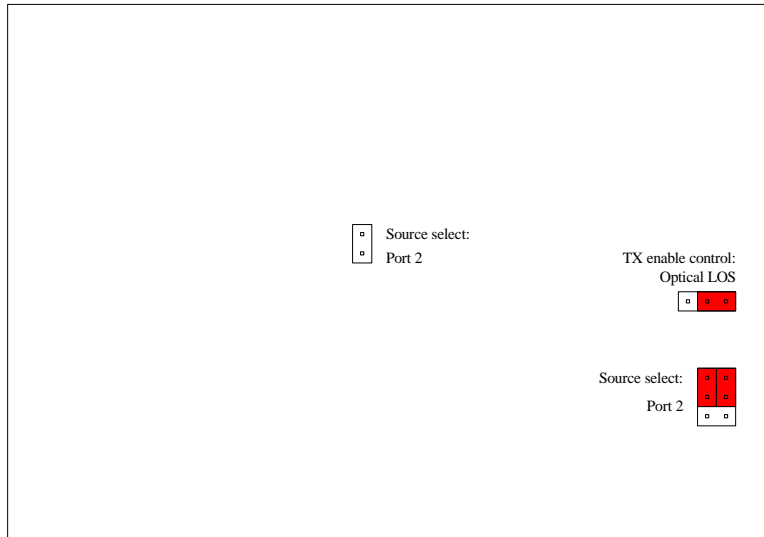 Source select:
Port 2
TX enable control:
Optical LOS
Source select:
Port 2